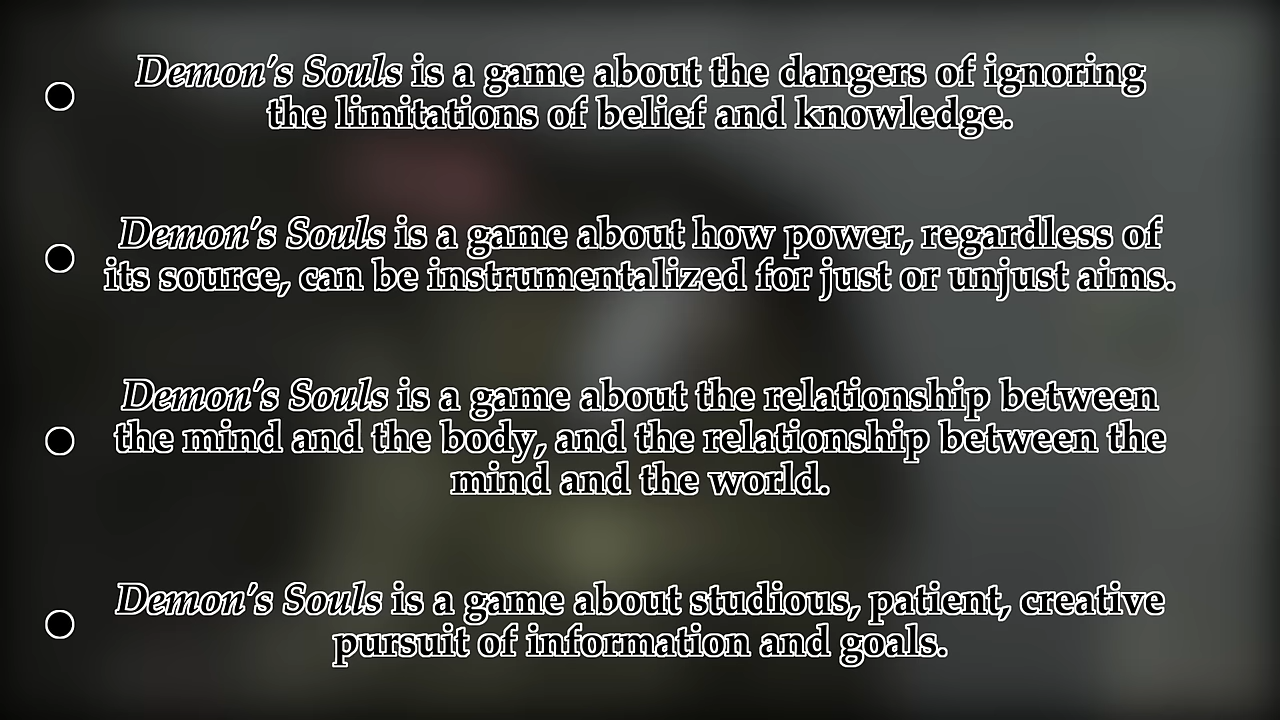 Demon's Souls is a game about the dangers of ignoring
the limitations of belief and knowledge.
Demon's Souls is a game about how power, regardless of
its source, can be instrumentalized for just or unjust aims.
Demon's Souls is a game about the relationship between
the mind and the body, and the relationship between the
mind and the world.
Demon's Souls is a game about studious, patient, creative
pursuit of information and goals.